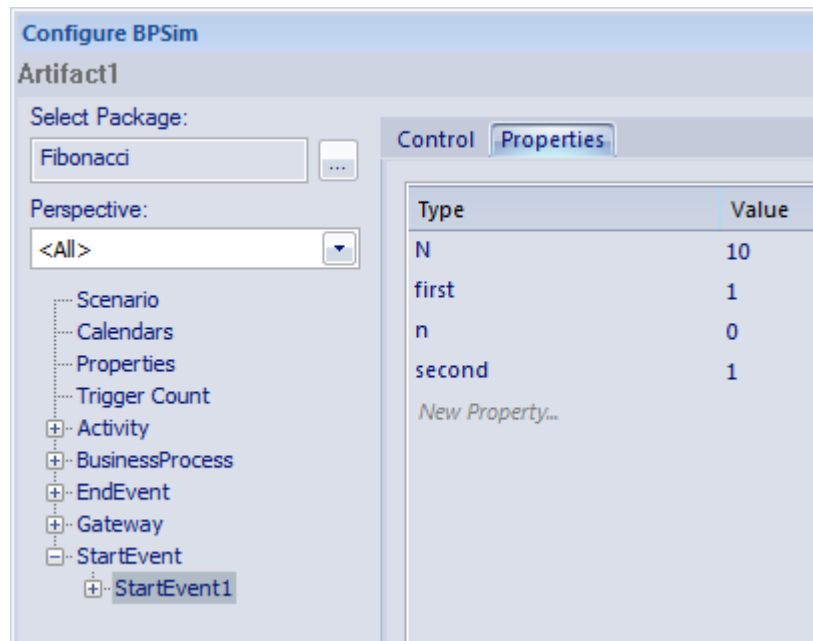 Configure BPSim
Artifact1
Select Package:
Fibonacci
...
Perspective:
<All>
Scenario
Calendars
Properties
Trigger Count
Activity
BusinessProcess
EndEvent
Gateway
StartEvent
StartEvent1
Control Properties
Type Value
N 10
first 1
n 0
second 1
New Property...